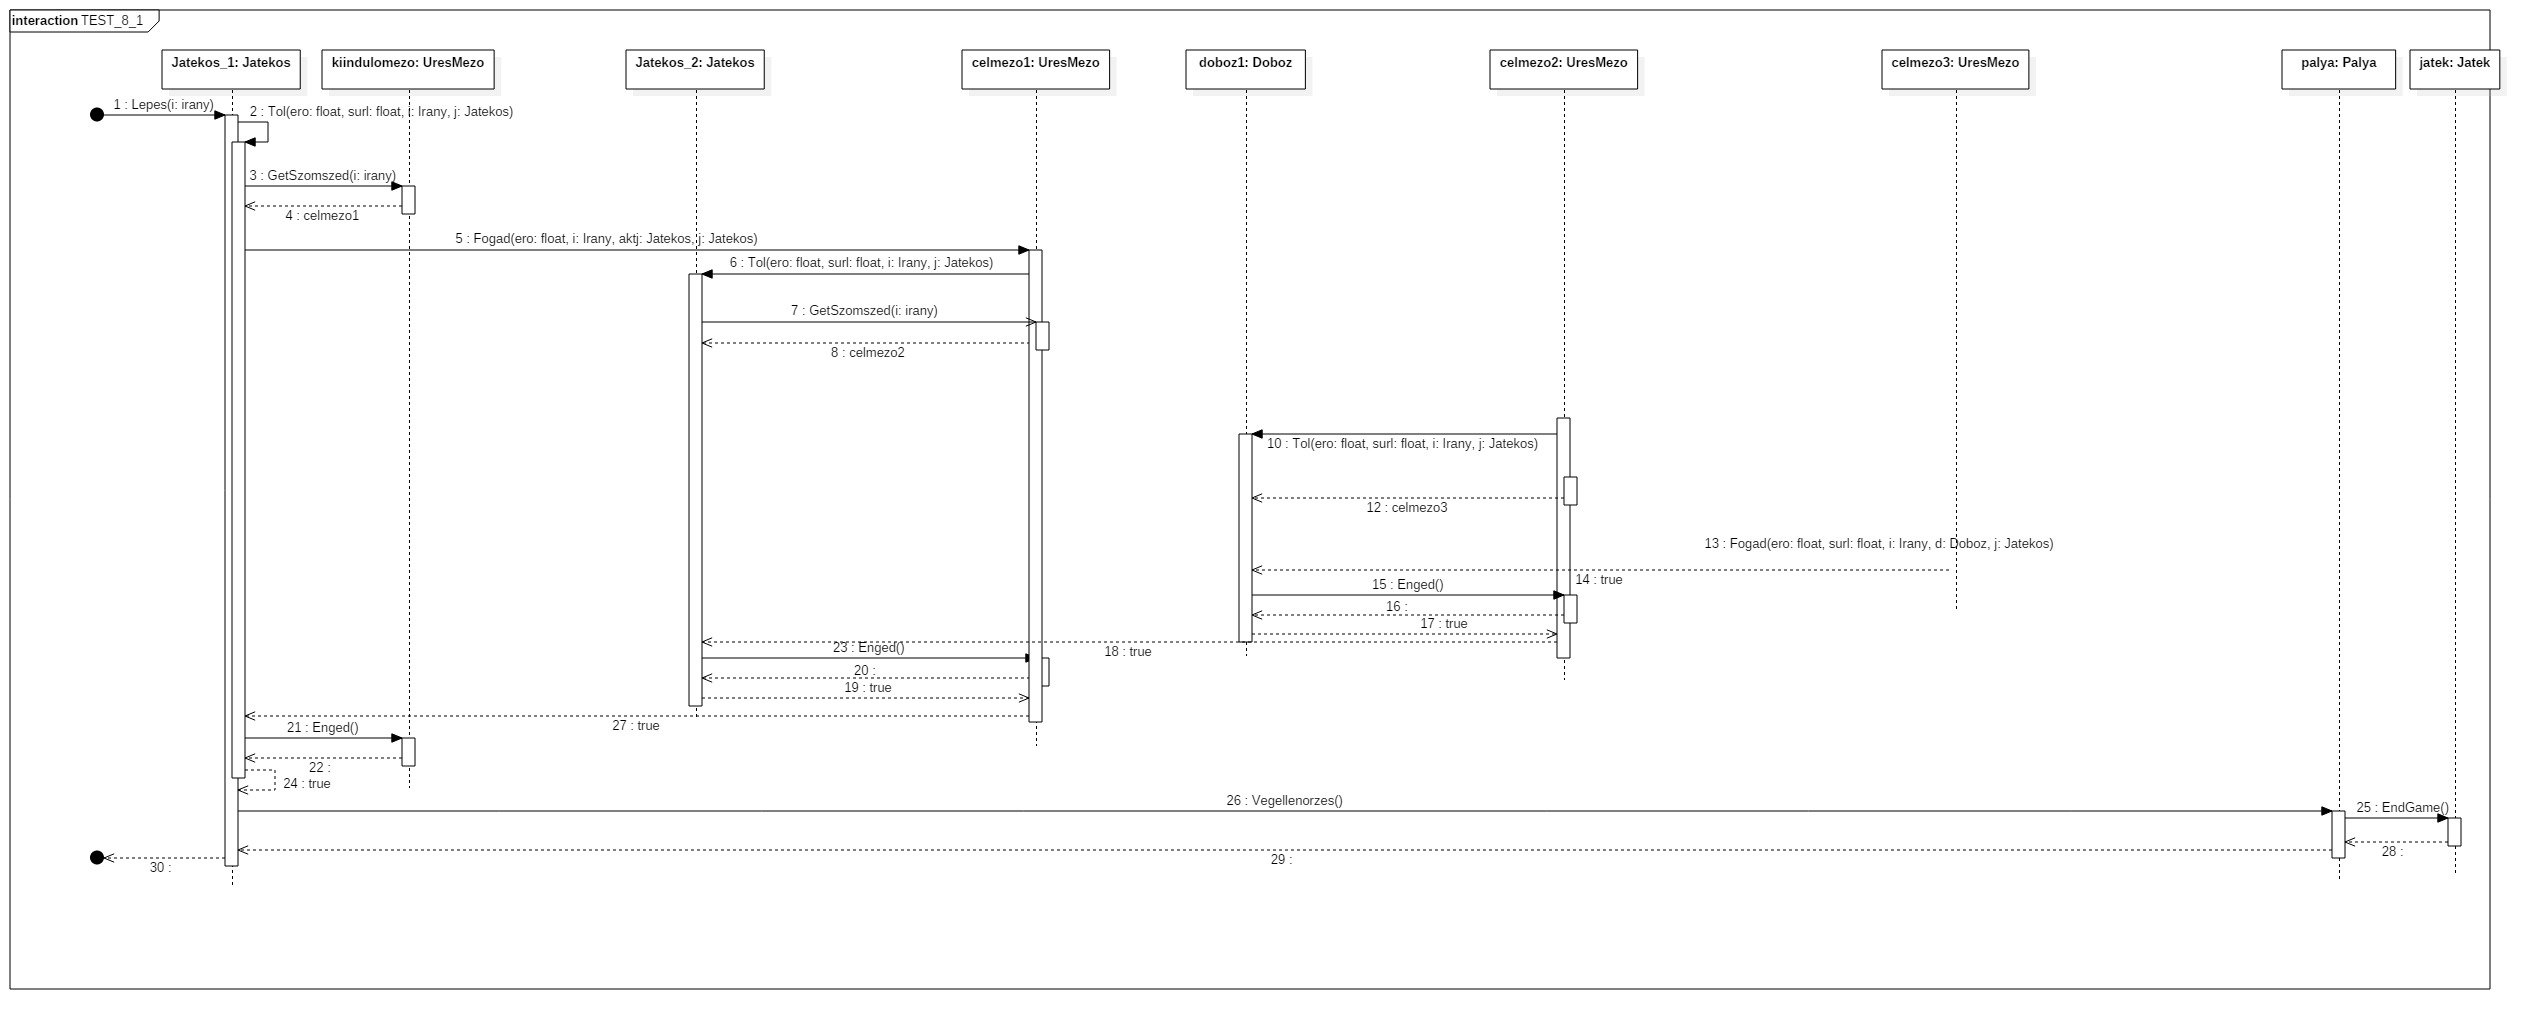 interaction TEST_8_1
Jatekos_1: Jatekos
kiindulomezo: UresMezo
Jatekos_2: Jatekos
celmezo1: UresMezo
doboz1: Doboz
celmezo2: UresMezo
celmezo3: UresMezo
palya: Palya
jatek: Jatek
1 : Lepes(i: irany)
2 : Tol(ero: float, surl: float, i: Irany, j: Jatekos)
3 : GetSzomszed(i: irany)
4 : celmezo1
5 : Fogad(ero: float, i: Irany, aktj: Jatekos, j: Jatekos)
6 : Tol(ero: float, surl: float, i: Irany, j: Jatekos)
7 : GetSzomszed(i: irany)
8 : celmezo2
10 : Tol(ero: float, surl: float, i: Irany, j: Jatekos)
12 : celmezo3
13 : Fogad(ero: float, surl: float, i: Irany, d: Doboz, j: Jatekos)
14 : true
15 : Enged()
16 :
17 : true
23 : Enged()
18 : true
20 :
19 : true
27 : true
21 : Enged()
22 :
24 : true
26 : Vegellenorzes()
25 : EndGame()
28 :
29 :
30 :